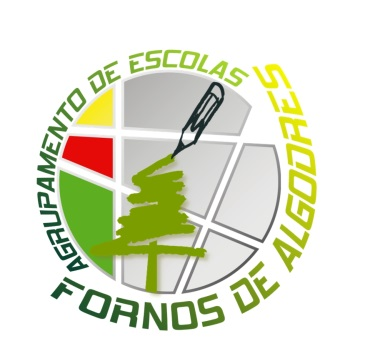 AGRUPAMENTO DE ESCOLAS
FORNOS DE ALGODRES